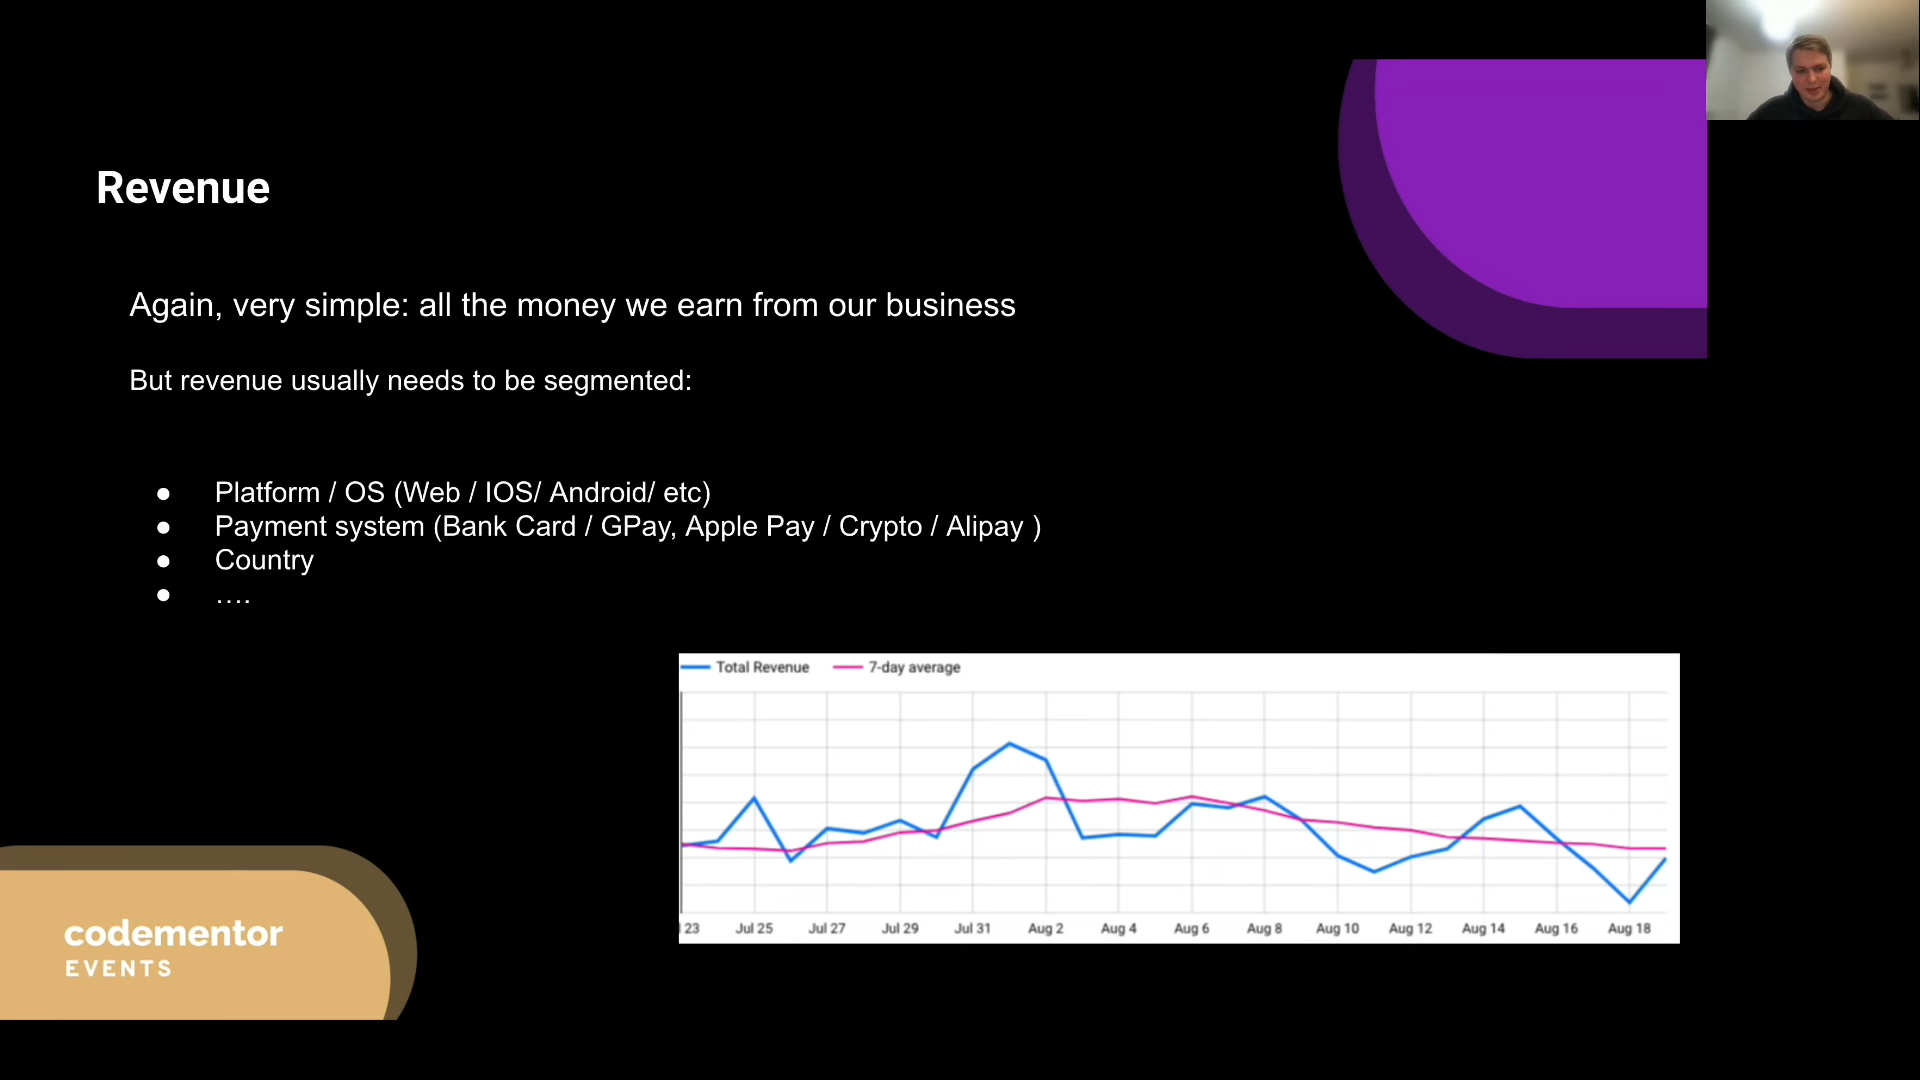 Revenue
Again, very simple: all the money we earn from our business
But revenue usually needs to be segmented:
● Platform / OS (Web / IOS/ Android/ etc)
● Payment system (Bank Card / GPay, Apple Pay / Crypto / Alipay )
● Country
● ….
Total Revenue 7-day average
23 Jul 25 Jul 27 Jul 29 Jul 31 Aug 2 Aug 4 Aug 6 Aug 8 Aug 10 Aug 12 Aug 14 Aug 16 Aug 18
codementor
EVENTS